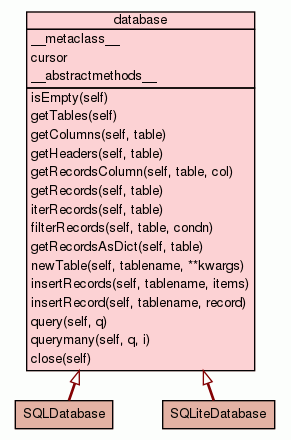 database
__metaclass__
cursor
__abstractmethods__
isEmpty(self)
getTables(self)
getColumns(self, table)
getHeaders(self, table)
getRecordsColumn(self, table, col)
getRecords(self, table)
iterRecords(self, table)
filterRecords(self, table, condn)
getRecordsAsDict(self, table)
newTable(self, tablename, **kwargs)
insertRecords(self, tablename, items)
insertRecord(self, tablename, record)
query(self, q)
querymany(self, q, i)
close(self)
SQLDatabase
SQLiteDatabase